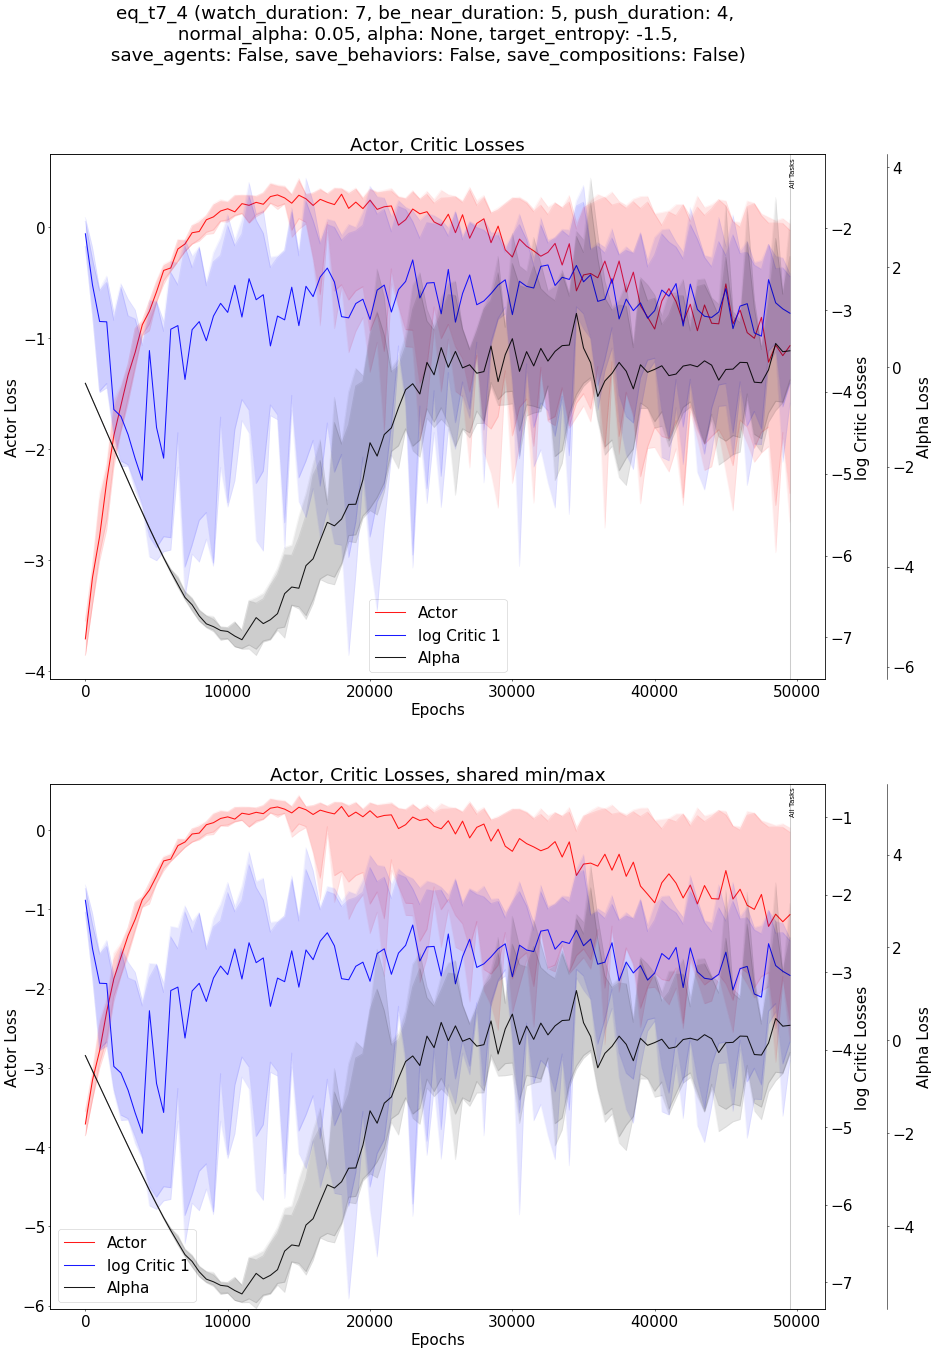 eq_t7_4 (watch_duration: 7, be_near_duration: 5, push_duration: 4,
normal_alpha: 0.05, alpha: None, target_entropy: -1.5,
save_agents: False, save_behaviors: False, save_compositions: False)
Actor, Critic Losses
All Tasks
0
−1
−2
−3
−4
Actor Loss
−2
−3
−4
−5
−6
−7
log Critic Losses
4
2
0
−2
−4
−6
Alpha Loss
Actor
log Critic 1
Alpha
0 10000 20000 30000 40000 50000
Epochs
Actor, Critic Losses, shared min/max
All Tasks
0
−1
−2
−3
−4
−5
−6
Actor Loss
−1
−2
−3
−4
−5
−6
−7
log Critic Losses
4
2
0
−2
−4
Alpha Loss
Actor
log Critic 1
Alpha
0 10000 20000 30000 40000 50000
Epochs